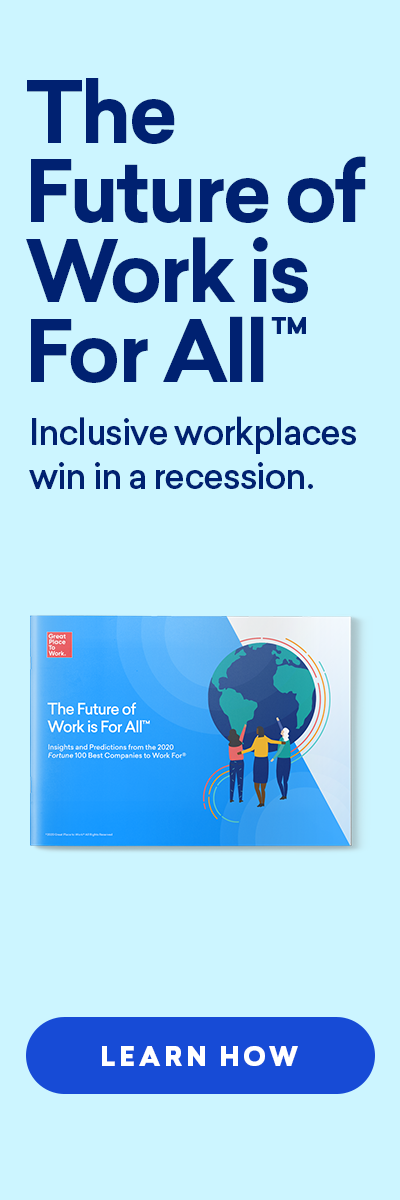 The
Future of
Work is
For All™
Inclusive workplaces
win in a recession.
Great
Place
To
Work.
The Future of
Work is For All™
Insights and Predictions from the 2020
Fortune 100 Best Companies to Work For®
LEARN HOW